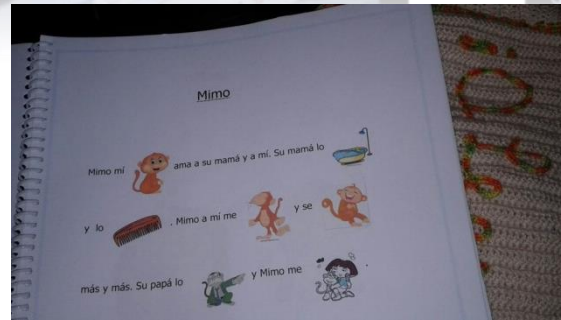 Mimo
Mimo mí ama a su mamá y a mí. Su mamá lo
y lo . Mimo a mí me y se
más y más. Su papá lo y Mimo me .